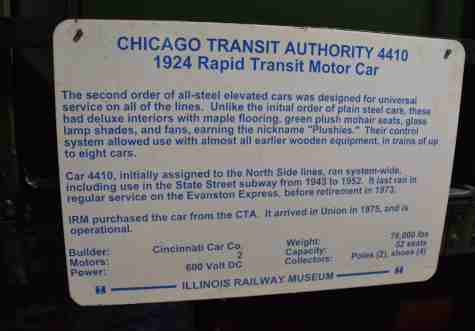 CHICAGO TRANSIT AUTHORITY 4410
1924 Rapid Transit Motor Car
The second order of all-steel elevated cars was designed for universal
service on all of the lines. Unlike the initial order of plain steel cars, these
had deluxe interiors with maple flooring, green plush mohair seats, glass
lamp shades, and fans, earning the nickname "Plushies." Their control
system allowed use with almost all earlier wooden equipment, in trains of up
to eight cars.
Car 4410, initially assigned to the North Side lines, ran system-wide,
including use in the State Street subway from 1943 to 1952. It last ran in
regular service on the Evanston Express, before retirement in 1973.
IRM purchased the car from the CTA. It arrived in Union in 1975, and is
operational.
Builder: Cincinnati Car Co. Weight: 76,000 lbs
Motors: 2 Capacity: 52 seats
Power: 600 Volt DC Collectors: Poles (2), shoes (4)
ILLINOIS RAILWAY MUSEUM